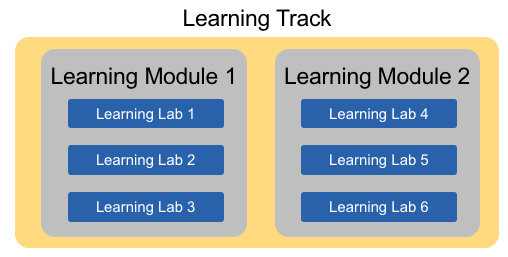 Learning Track
Learning Module 1
Learning Lab 1
Learning Lab 2
Learning Lab 3
Learning Module 2
Learning Lab 4
Learning Lab 5
Learning Lab 6